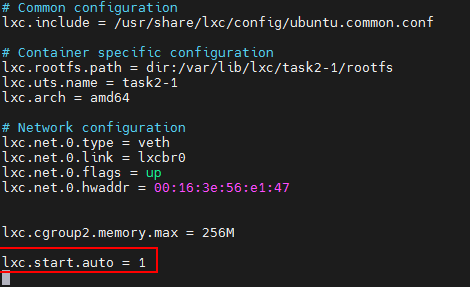 # Common configuration
lxc.include = /usr/share/lxc/config/ubuntu.common.conf
# Container specific configuration
lxc.rootfs.path = dir:/var/lib/lxc/task2-1/rootfs
lxc.uts.name = task2-1
lxc.arch = amd64
# Network configuration
lxc.net.0.type = veth
lxc.net.0.link = lxcbr0
lxc.net.0.flags = up
lxc.net.0.hwaddr = 00:16:3e:56:e1:47
lxc.cgroup2.memory.max = 256M
lxc.start.auto = 1